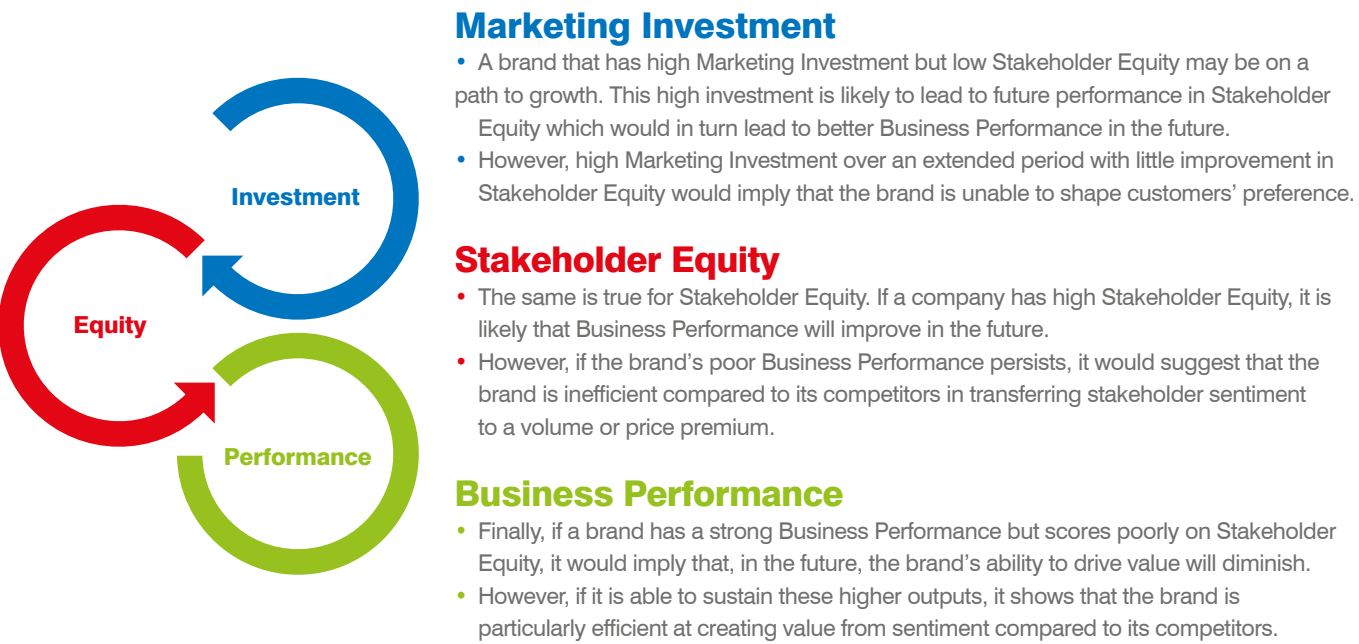 Marketing Investment
• A brand that has high Marketing Investment but low Stakeholder Equity may be on a
path to growth. This high investment is likely to lead to future performance in Stakeholder
Equity which would in turn lead to better Business Performance in the future.
• However, high Marketing Investment over an extended period with little improvement in
Stakeholder Equity would imply that the brand is unable to shape customers’ preference.
Investment
Stakeholder Equity
• The same is true for Stakeholder Equity. If a company has high Stakeholder Equity, it is
likely that Business Performance will improve in the future.
• However, if the brand’s poor Business Performance persists, it would suggest that the
brand is inefficient compared to its competitors in transferring stakeholder sentiment
to a volume or price premium.
Equity
Performance
Business Performance
• Finally, if a brand has a strong Business Performance but scores poorly on Stakeholder
Equity, it would imply that, in the future, the brand’s ability to drive value will diminish.
• However, if it is able to sustain these higher outputs, it shows that the brand is
particularly efficient at creating value from sentiment compared to its competitors.